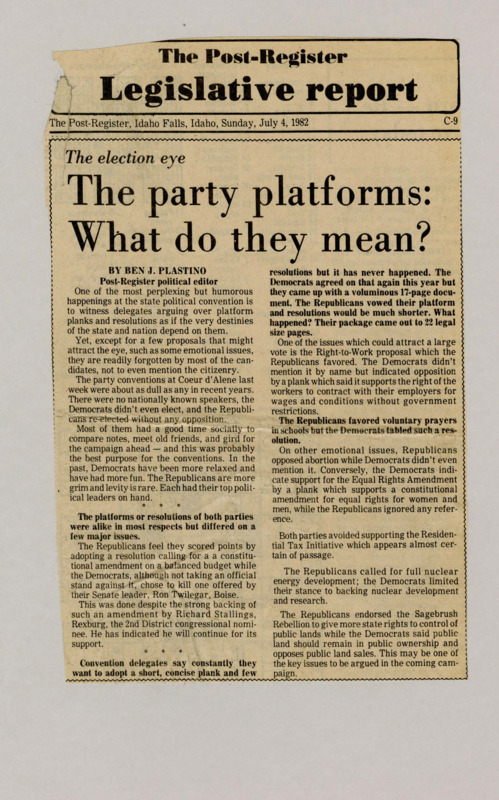 The Post-Register
Legislative report
The Post-Register, Idaho Falls, Idaho, Sunday, July 4, 1982
C-9
The election eye
The party platforms:
What do they mean?
BY BEN J. PLASTINO
Post-Register political editor
One of the most perplexing but humorous
happenings at the state political convention is
to witness delegates arguing over platform
planks and resolutions as if the very destinies
of the state and nation depend on them.
Yet, except for a few proposals that might
attract the eye, such as some emotional issues,
they are readily forgotten by most of the can-
didates, not to even mention the citizenry.
The party conventions at Coeur d'Alene last
week were about as dull as any in recent years.
There were no nationally known speakers, the
Democrats didn't even elect, and the Republi-
cans re-elected without any opposition.
Most of them had a good time socially to
compare notes, meet old friends, and gird for
the campaign ahead — and this was probably
the best purpose for the conventions. In the
past, Democrats have been more relaxed and
have had more fun. The Republicans are more
grim and levity is rare. Each had their top polit-
ical leaders on hand.
* * *
The platforms or resolutions of both parties
were alike in most respects but differed on a
few major issues.
The Republicans feel they scored points by
adopting a resolution calling for a a constitu-
tional amendment on a balanced budget while
the Democrats, although not taking an official
stand against it, chose to kill one offered by
their Senate leader, Ron Twilegar, Boise.
This was done despite the strong backing of
such an amendment by Richard Stallings,
Rexburg, the 2nd District congressional nomi-
nee. He has indicated he will continue for its
support.
* * *
Convention delegates say constantly they
want to adopt a short, concise plank and few
resolutions but it has never happened. The
Democrats agreed on that again this year but
they came up with a voluminous 17-page docu-
ment. The Republicans vowed their platform
and resolutions would be much shorter. What
happened? Their package came out to 22 legal
size pages.
One of the issues which could attract a large
vote is the Right-to-Work proposal which the
Republicans favored. The Democrats didn't
mention it by name but indicated opposition
by a plank which said it supports the right of the
workers to contract with their employers for
wages and conditions without government
restrictions.
The Republicans favored voluntary prayers
in schools but the Democrats tabled such a res-
olution.
On other emotional issues, Republicans
opposed abortion while Democrats didn't even
mention it. Conversely, the Democrats indi-
cate support for the Equal Rights Amendment
by a plank which supports a constitutional
amendment for equal rights for women and
men, while the Republicans ignored any refer-
ence.
Both parties avoided supporting the Residen-
tial Tax Initiative which appears almost cer-
tain of passage.
The Republicans called for full nuclear
energy development; the Democrats limited
their stance to backing nuclear development
and research.
The Republicans endorsed the Sagebrush
Rebellion to give more state rights to control of
public lands while the Democrats said public
land should remain in public ownership and
opposes public land sales. This may be one of
the key issues to be argued in the coming cam-
paign.